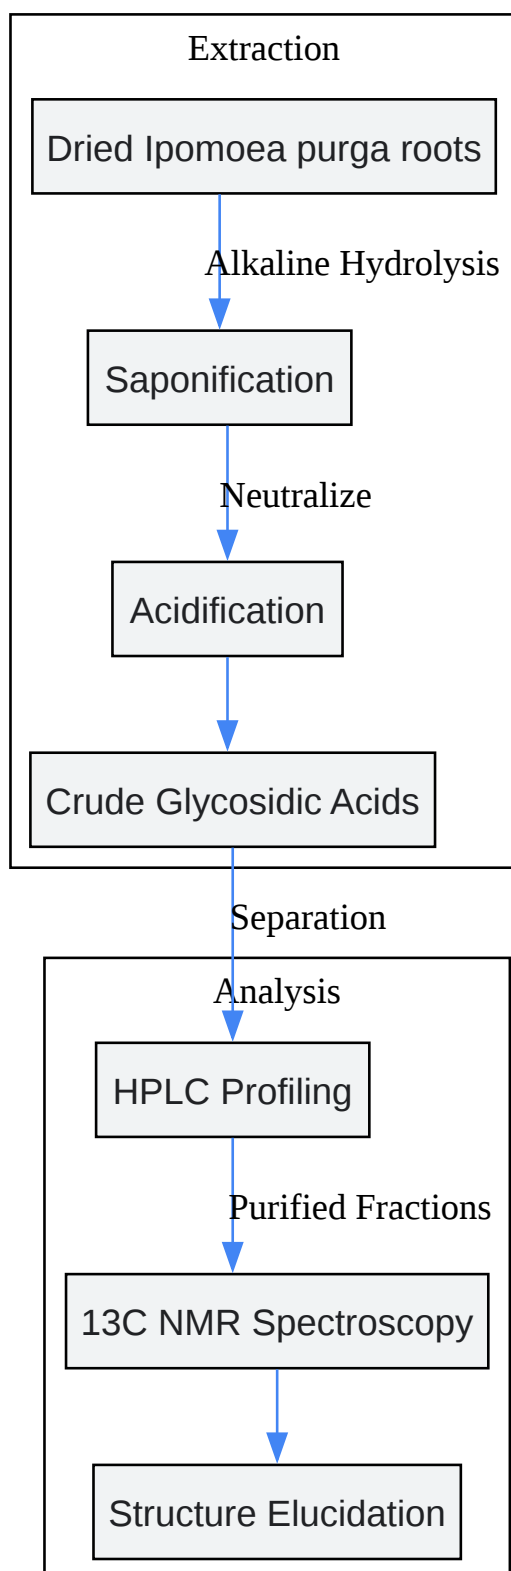 Extraction
Dried Ipomoea purga roots
Alkaline Hydrolysis
Saponification
Neutralize
Acidification
Crude Glycosidic Acids
Separation
Analysis
HPLC Profiling
Purified Fractions
13C NMR Spectroscopy
Structure Elucidation